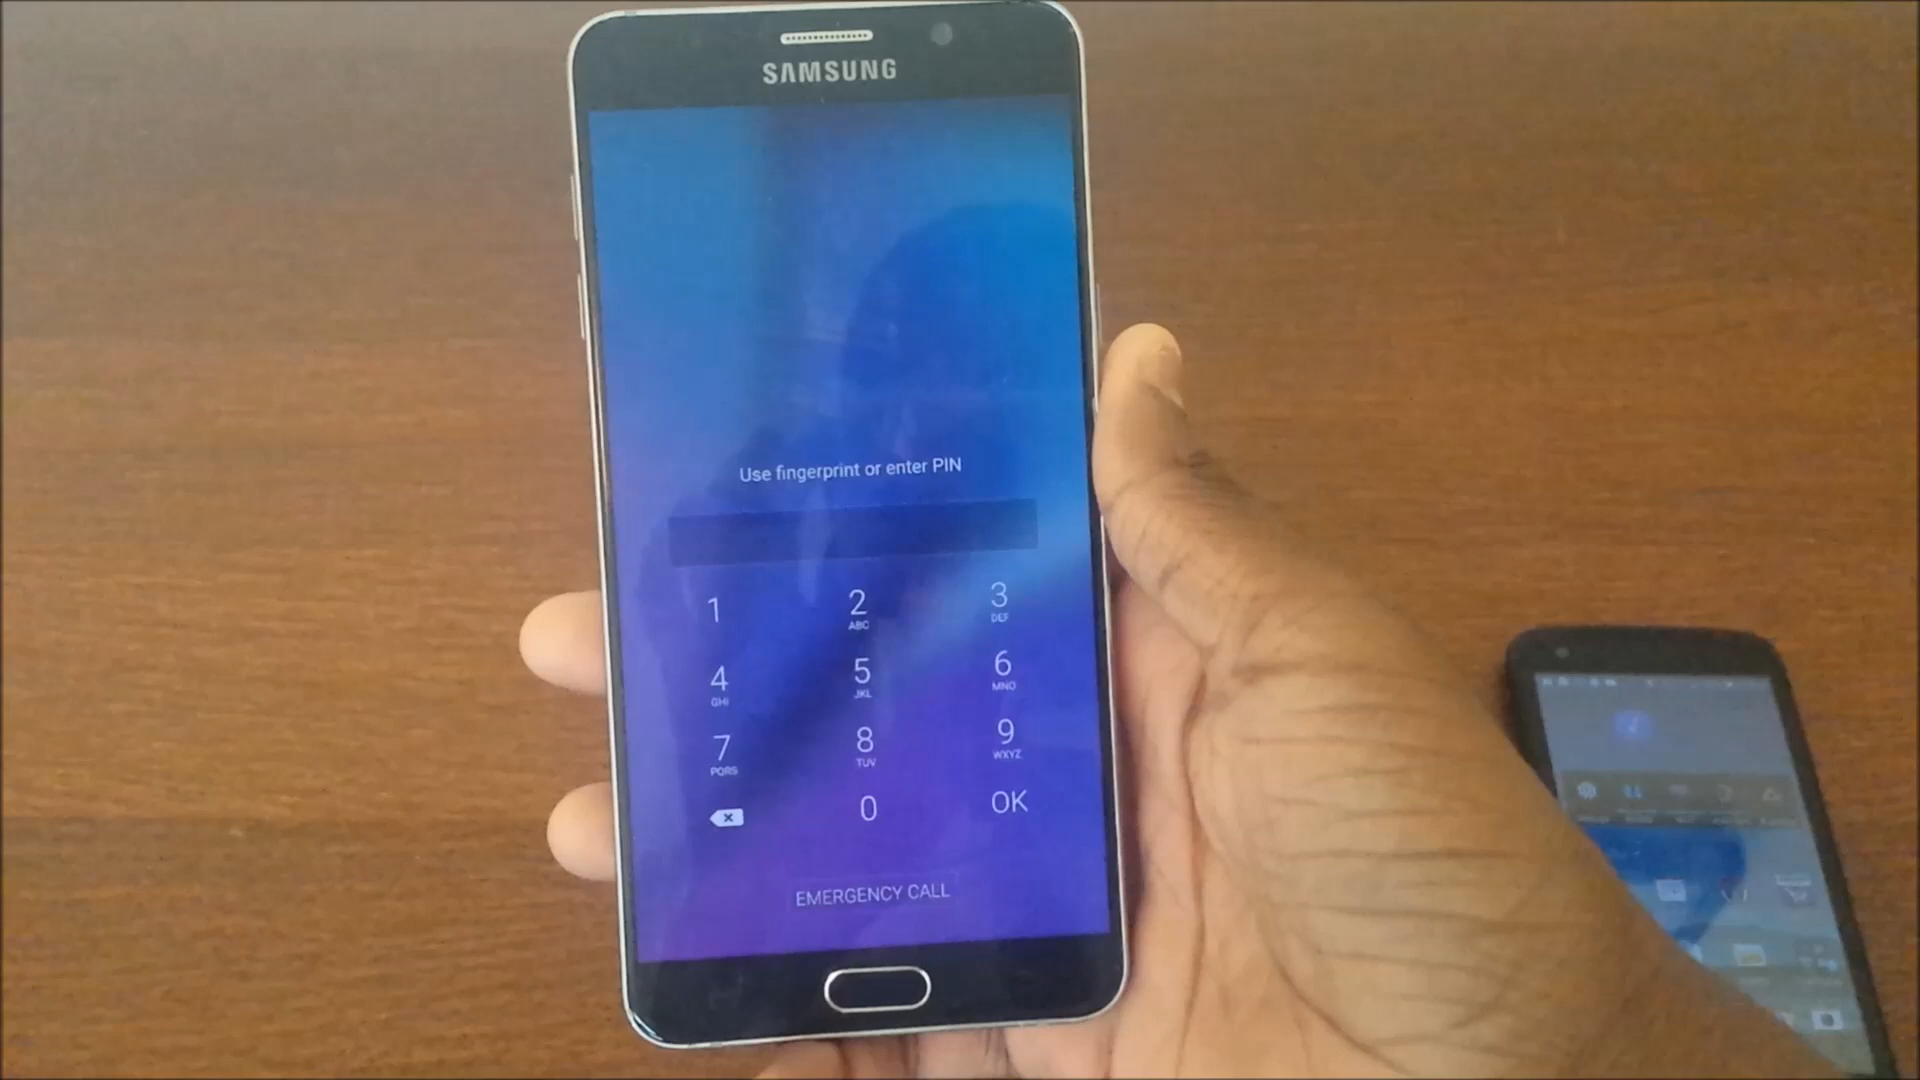 SAMSUNG
Use fingerprint or enter PIN
1
2
ABC
3
DEF
4
GHI
5
JKL
6
MNO
7
PQRS
8
TUV
9
WXYZ
0
OK
EMERGENCY CALL